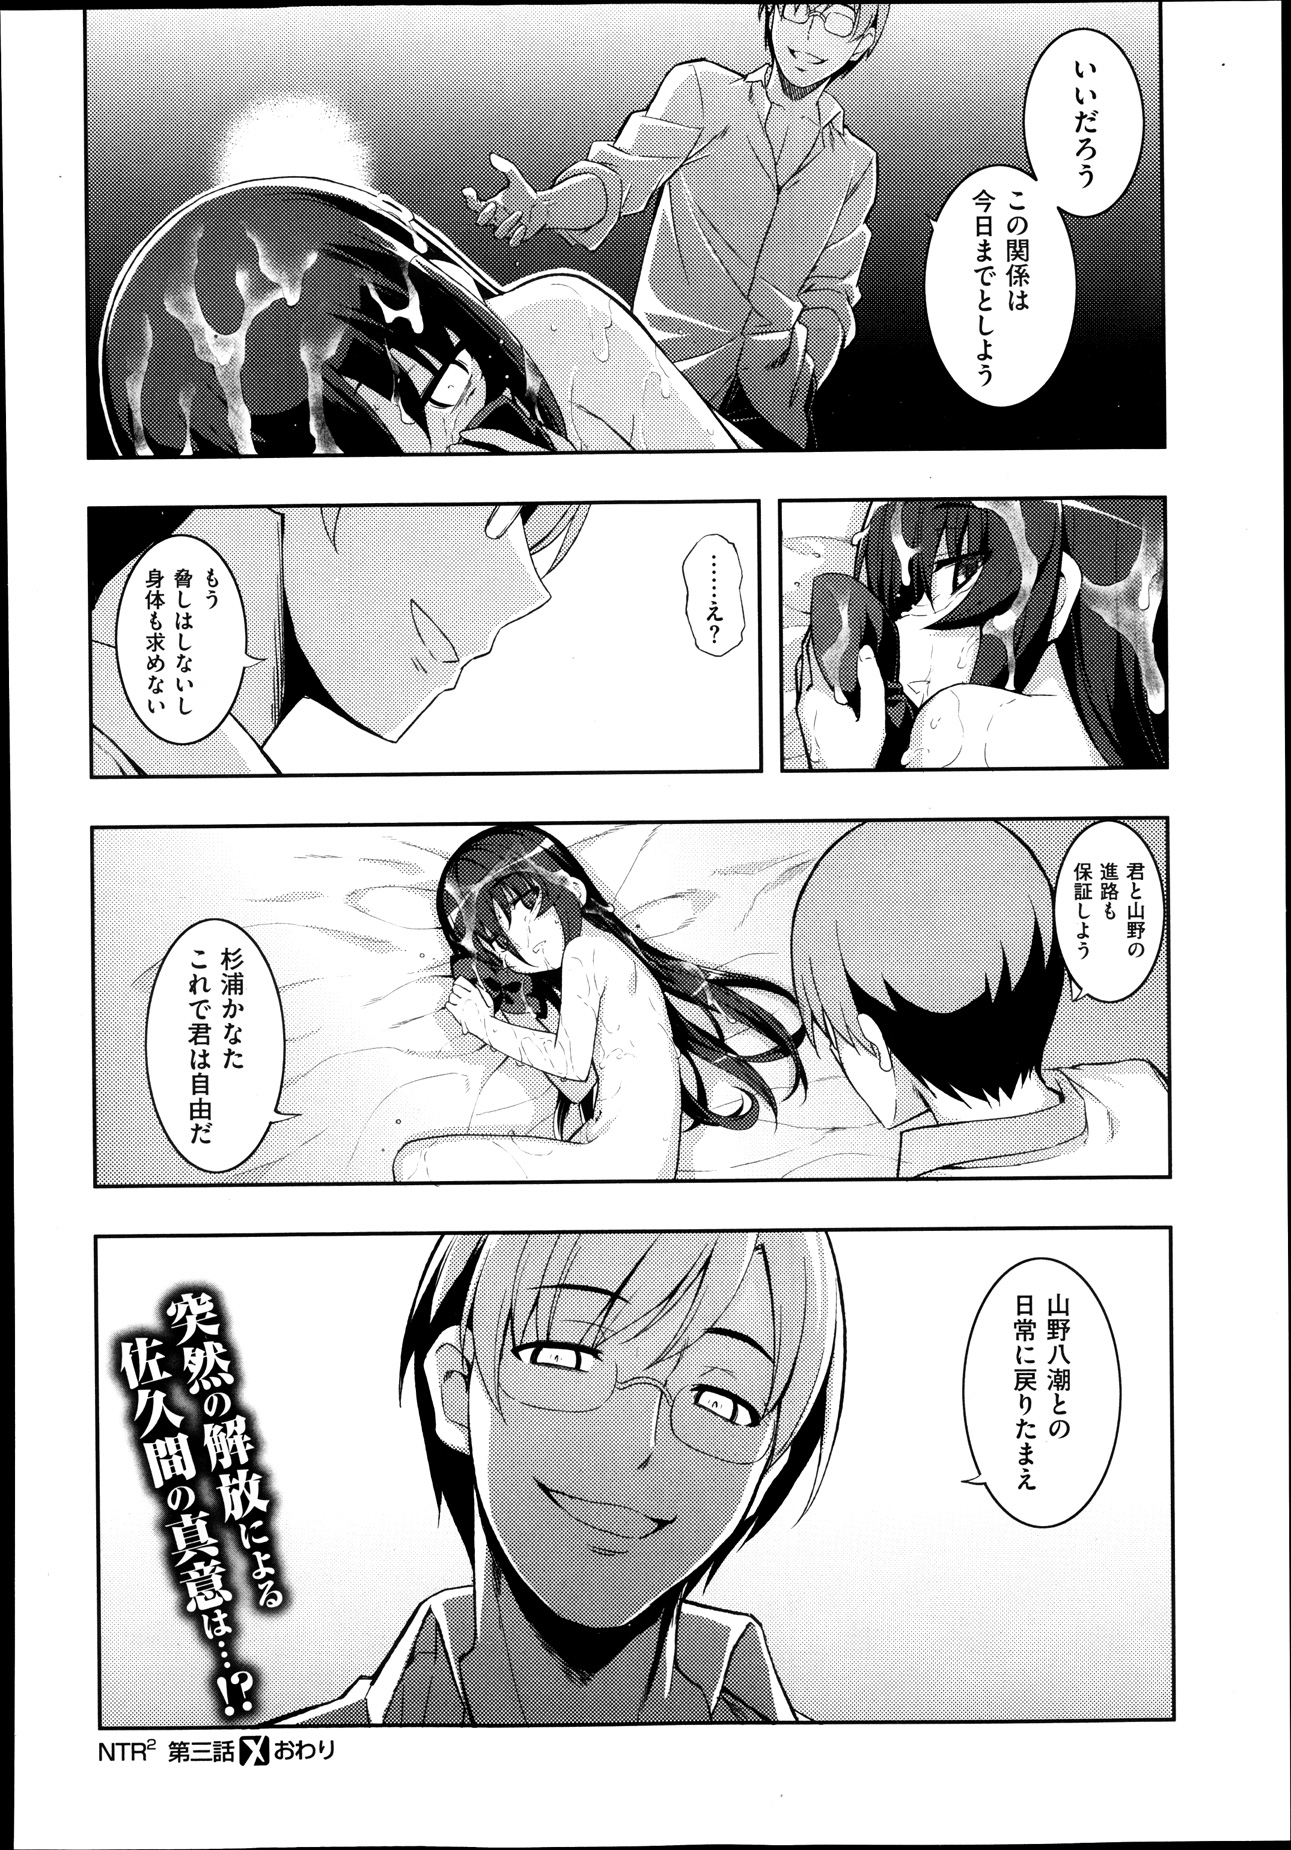 いいだろう
この関係は
今日までとしよう
……え？
もう
脅しはしないし
身体も求めない
君と山野の
進路も
保証しよう
杉浦かなた
これで君は自由だ
山野八潮との
日常に戻りたまえ
突然の解放による
佐久間の真意は…!?
NTR² 第三話 X おわり